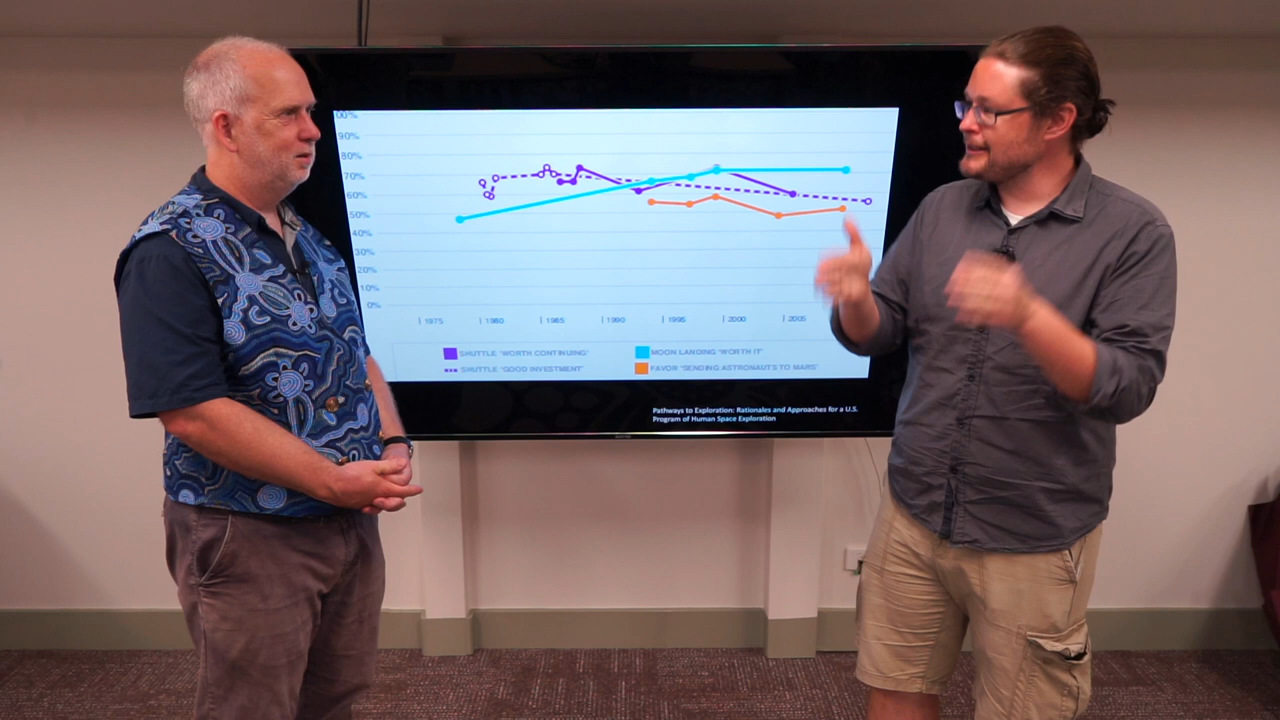 00%
90%
80%
70%
60%
50%
40%
30%
20%
10%
0%
1975 1980 1985 1990 1995 2000 2005
SHUTTLE 'WORTH CONTINUING' MOON LANDING 'WORTH IT'
SHUTTLE 'GOOD INVESTMENT' FAVOR 'SENDING ASTRONAUTS TO MARS'
Pathways to Exploration: Rationales and Approaches for a U.S.
Program of Human Space Exploration